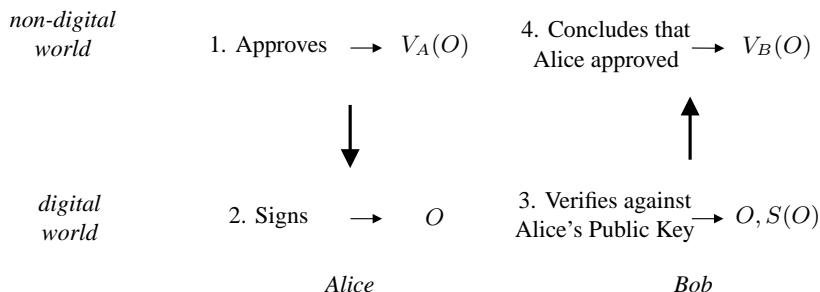 non-digital
world
1. Approves → V_A(O)
4. Concludes that
Alice approved → V_B(O)
digital
world
2. Signs → O
3. Verifies against
Alice's Public Key → O, S(O)
Alice
Bob